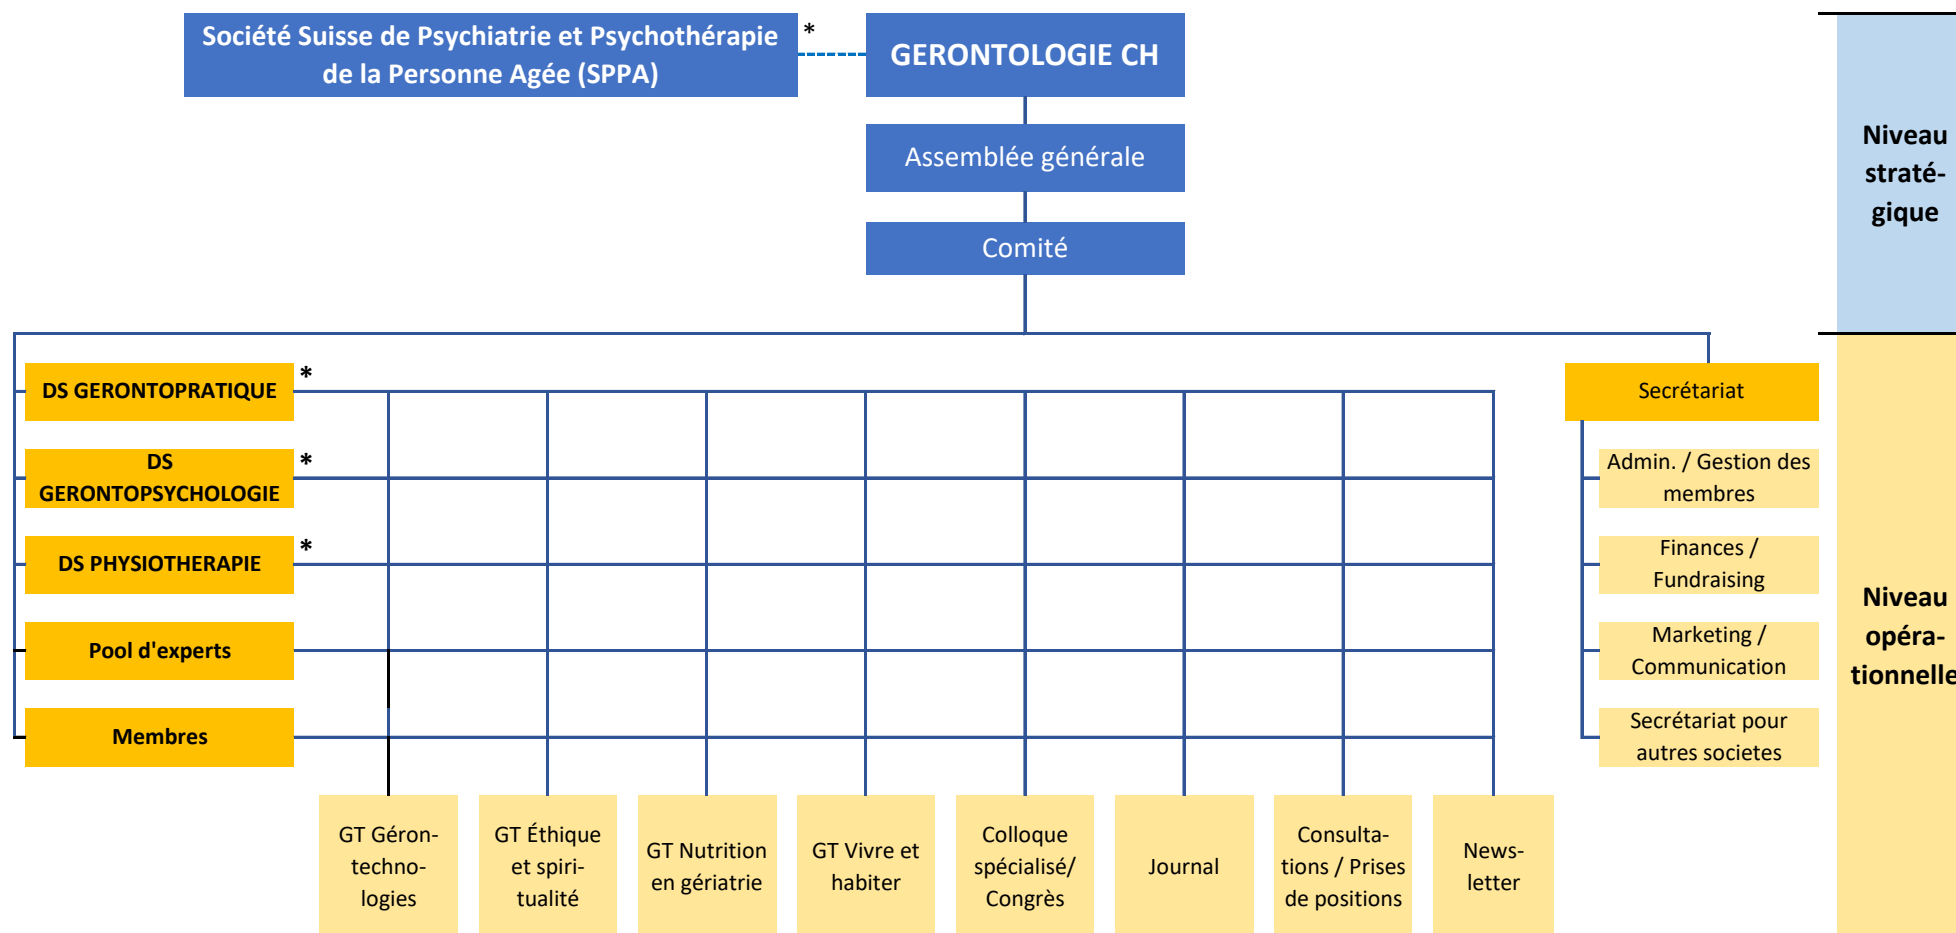 Société Suisse de Psychiatrie et Psychothérapie
de la Personne Agée (SPPA)
*
GERONTOLOGIE CH
Assemblée générale
Comité
Niveau
straté-
gique
DS GERONTOPRATIQUE
*
DS
GERONTOPSYCHOLOGIE
*
DS PHYSIOTHERAPIE
*
Pool d'experts
Membres
Secrétariat
Admin. / Gestion des
membres
Finances /
Fundraising
Marketing /
Communication
Secrétariat pour
autres societes
Niveau
opéra-
tionnelle
GT Géron-
techno-
logies
GT Éthique
et spiri-
tualité
GT Nutrition
en gériatrie
GT Vivre et
habiter
Colloque
spécialisé/
Congrès
Journal
Consulta-
tions / Prises
de positions
News-
letter